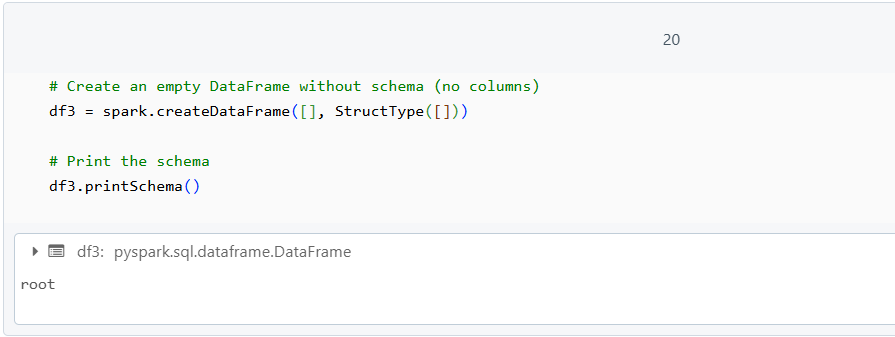 20
# Create an empty DataFrame without schema (no columns)
df3 = spark.createDataFrame([], StructType([]))
# Print the schema
df3.printSchema()
df3: pyspark.sql.dataframe.DataFrame
root